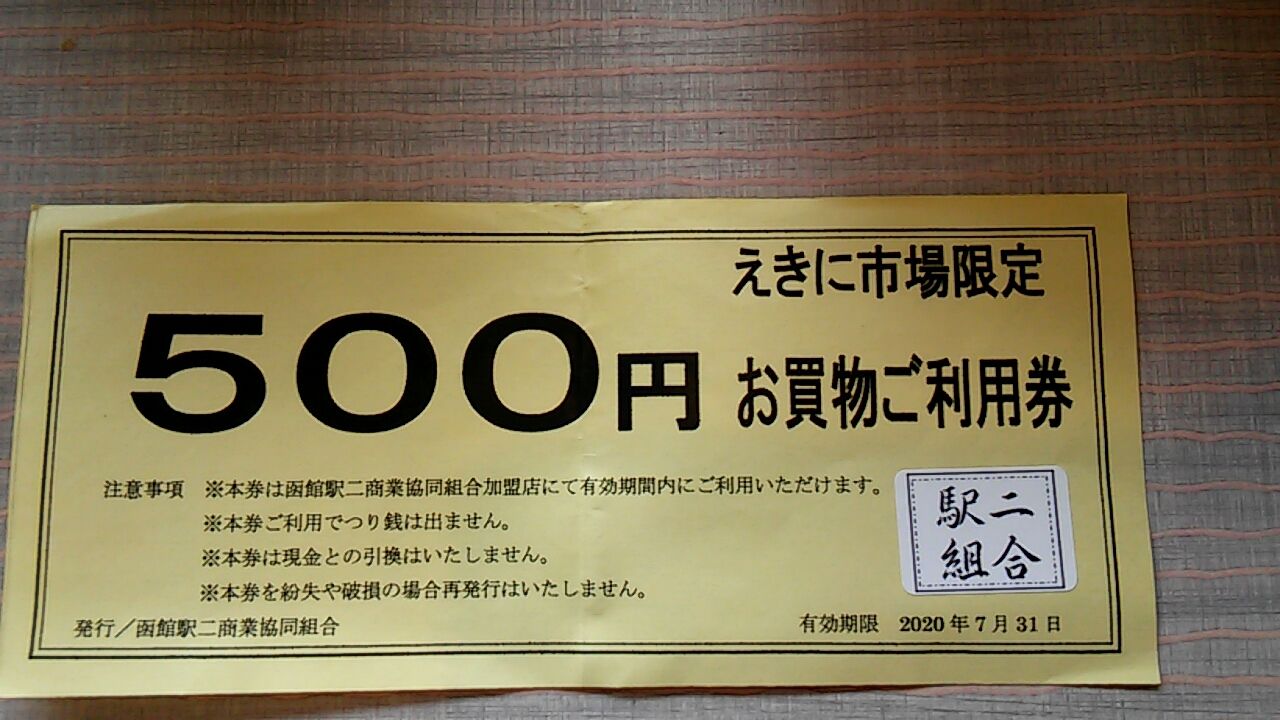 えきに市場限定
500円 お買物ご利用券
注意事項 ※本券は函館駅二商業協同組合加盟店にて有効期間内にご利用いただけます。
※本券ご利用でつり銭は出ません。
※本券は現金との引換はいたしません。
※本券を紛失や破損の場合再発行はいたしません。
駅二
組合
発行／函館駅二商業協同組合
有効期限 2020年7月31日